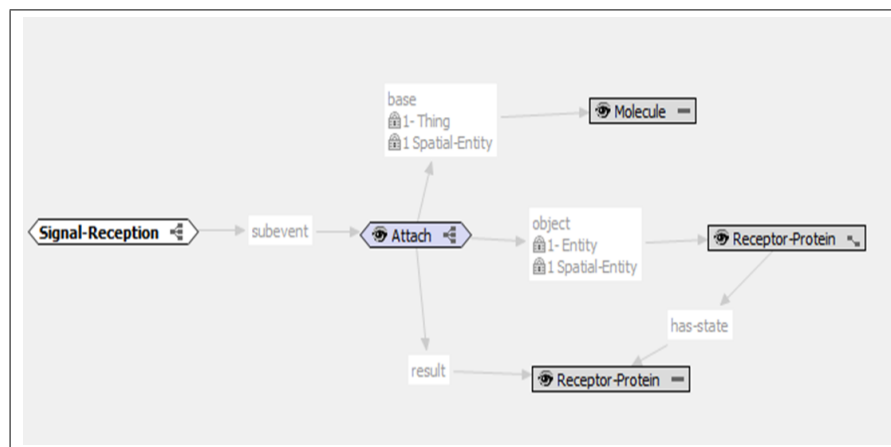 base
1- Thing
1 Spatial-Entity
Molecule
Signal-Reception
subevent
Attach
object
1- Entity
1 Spatial-Entity
Receptor-Protein
has-state
result
Receptor-Protein